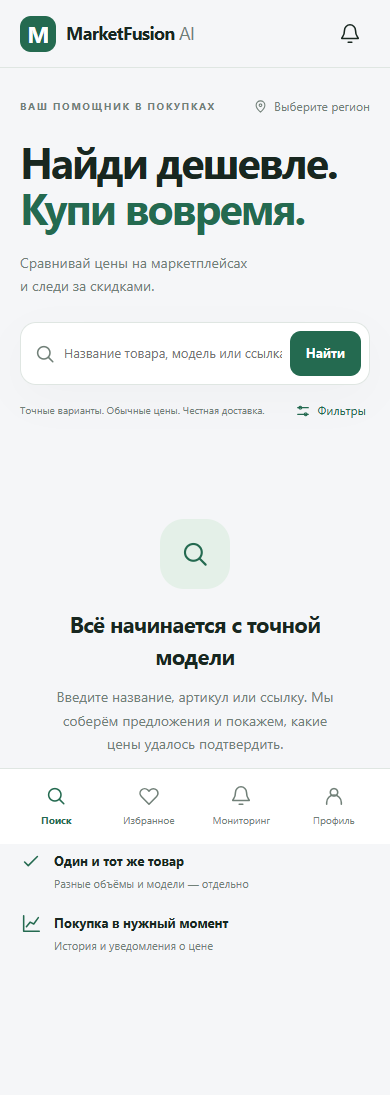 M MarketFusion AI
ВАШ ПОМОЩНИК В ПОКУПКАХ
Выберите регион
Найди дешевле.
Купи вовремя.
Сравнивай цены на маркетплейсах
и следи за скидками.
Название товара, модель или ссылка
Найти
Точные варианты. Обычные цены. Честная доставка.
Фильтры
Всё начинается с точной
модели
Введите название, артикул или ссылку. Мы
соберём предложения и покажем, какие
цены удалось подтвердить.
Поиск
Избранное
Мониторинг
Профиль
Один и тот же товар
Разные объёмы и модели — отдельно
Покупка в нужный момент
История и уведомления о цене